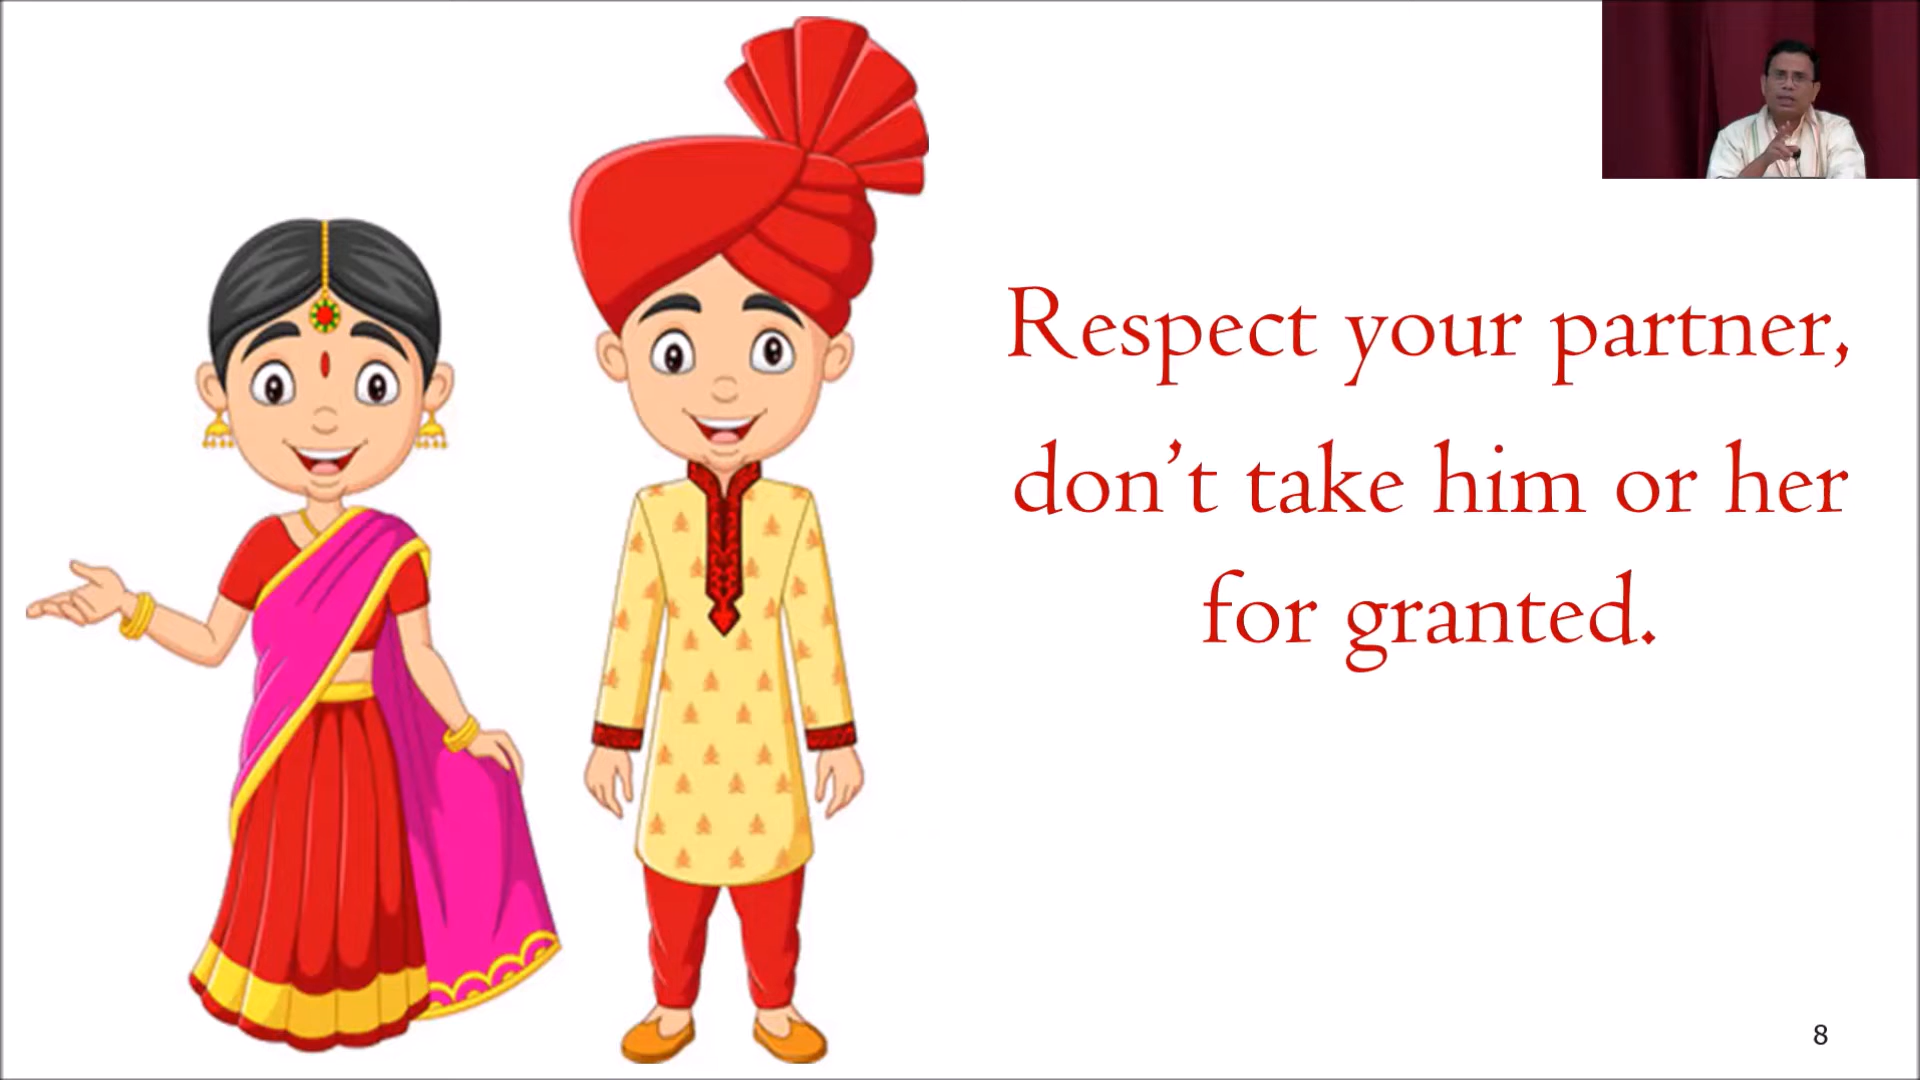 Respect your partner,
don’t take him or her
for granted.
8